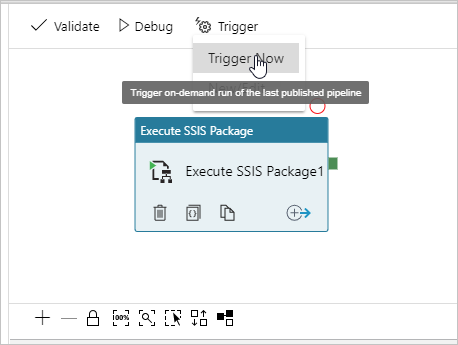 Validate Debug Trigger
Trigger Now
Trigger on-demand run of the last published pipeline
Execute SSIS Package
Execute SSIS Package1
100%